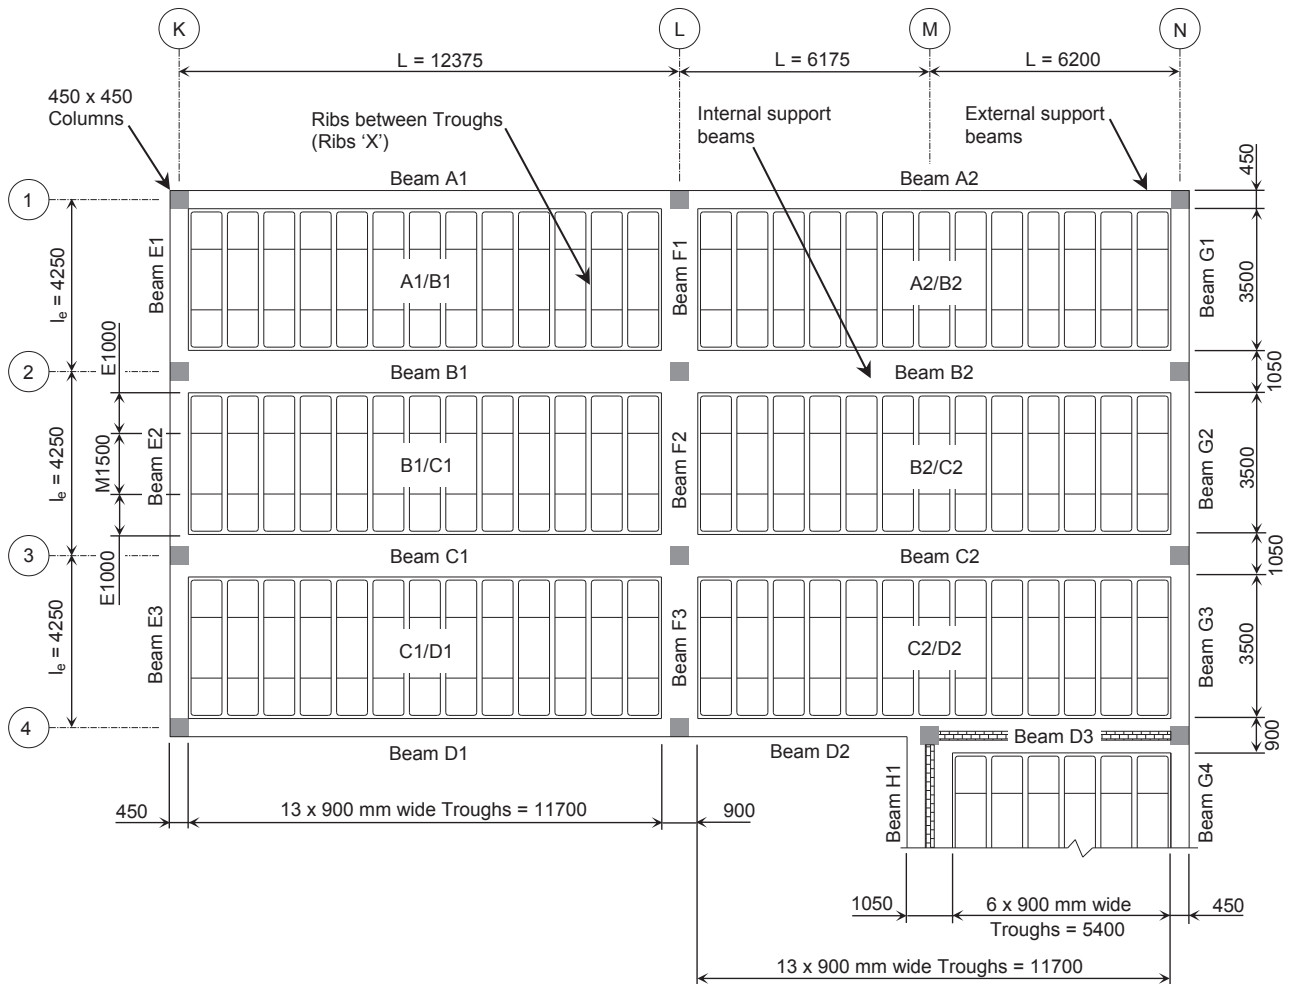 K
L
M
N
L = 12375
L = 6175
L = 6200
450 x 450
Columns
Ribs between Troughs
(Ribs ‘X’)
Internal support
beams
External support
beams
450
Beam A1
Beam A2
1
lₑ = 4250
Beam E1
A1/B1
Beam F1
A2/B2
Beam G1
3500
E1000
2
Beam B1
Beam B2
1050
lₑ = 4250
M1500
Beam E2
B1/C1
Beam F2
B2/C2
Beam G2
3500
3
Beam C1
Beam C2
1050
E1000
lₑ = 4250
Beam E3
C1/D1
Beam F3
C2/D2
Beam G3
3500
4
Beam D1
Beam D2
Beam D3
900
Beam H1
Beam G4
450
13 x 900 mm wide Troughs = 11700
900
1050
6 x 900 mm wide
Troughs = 5400
450
13 x 900 mm wide Troughs = 11700